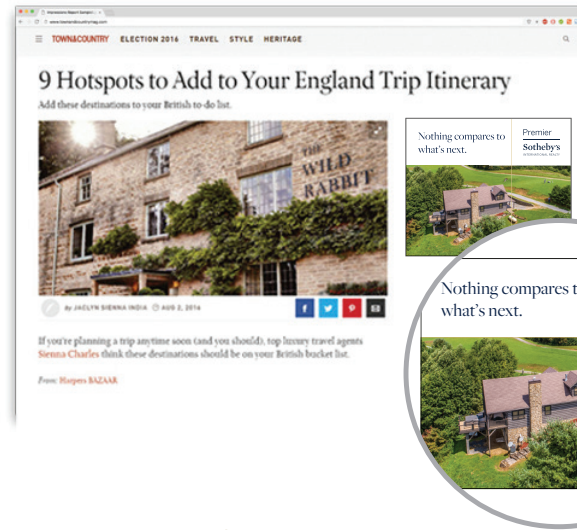 www.townandcountrymag.com
TOWN&COUNTRY ELECTION 2016 TRAVEL STYLE HERITAGE
9 Hotspots to Add to Your England Trip Itinerary
Add these destinations to your British to-do list.
THE
WILD
RABBIT
By JACLYN SIENNA INDIA AUG 2, 2016
If you're planning a trip anytime soon (and you should), top luxury travel agents
Sienna Charles think these destinations should be on your British bucket list.
From: Harpers BAZAAR
Nothing compares to
what's next.
Premier
Sotheby's
INTERNATIONAL REALTY
Nothing compares t
what's next.